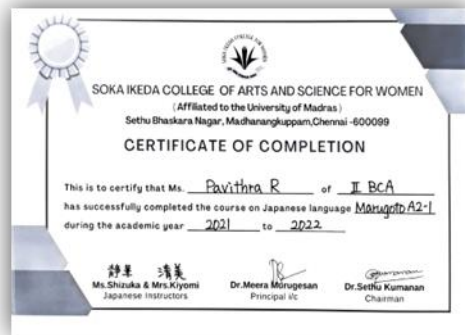 SOKA IKEDA COLLEGE OF ARTS AND SCIENCE FOR WOMEN
(Affiliated to the University of Madras)
Sethu Bhaskara Nagar, Madhanangkuppam,Chennai -600099
CERTIFICATE OF COMPLETION
This is to certify that Ms. Pavithra R of II BCA
has successfully completed the course on Japanese language Marugoto A2-1
during the academic year 2021 to 2022
静華 清美
Ms.Shizuka & Mrs.Kiyomi
Japanese Instructors
Dr.Meera Murugesan
Principal i/c
Dr.Sethu Kumanan
Chairman